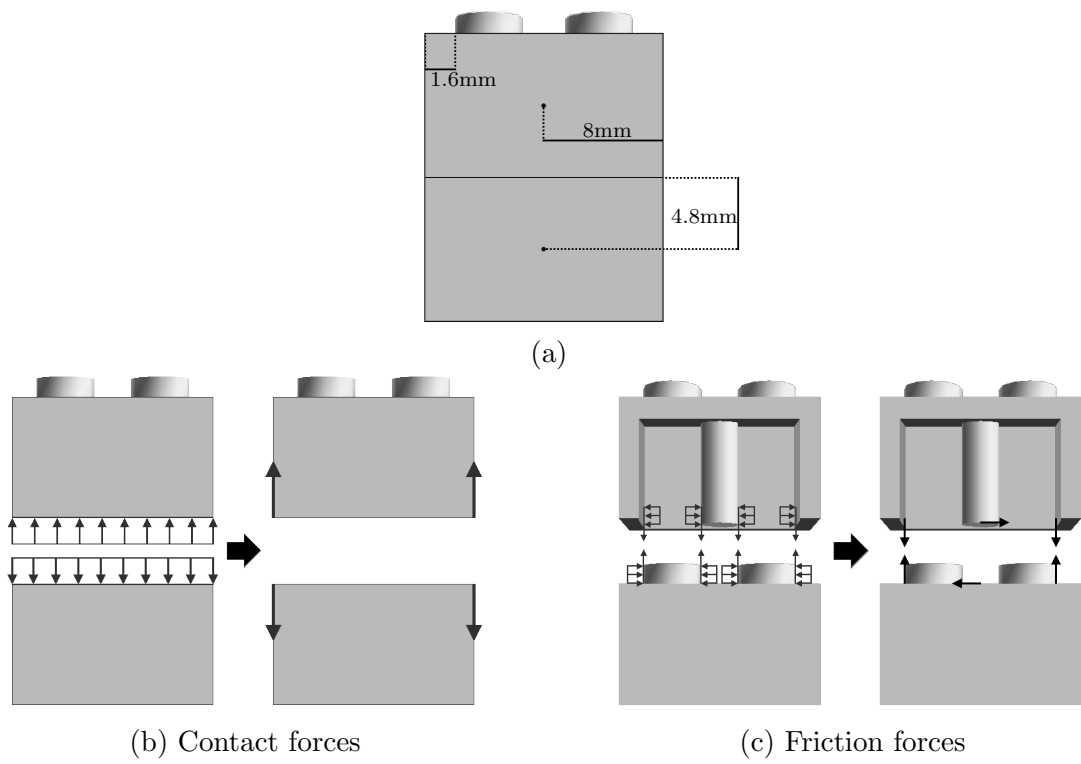 1.6mm
8mm
4.8mm
(a)
(b) Contact forces
(c) Friction forces